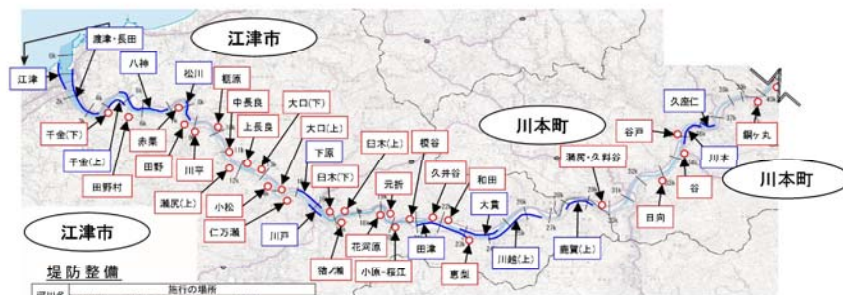 江津市
渡津・長田
江津
八神
松川
瓶原
中長良
上長良
大口(下)
大口(上)
下原
臼木(下)
臼木(上)
榎谷
元折
久井谷
和田
大貫
川本町
瀬尻・久料谷
谷戸
久座仁
川本
銅ヶ丸
谷
川本町
日向
鹿賀(上)
川越(上)
恵梨
田津
小原~桜江
花河原
猪ノ瀬
川戸
仁万瀬
小松
瀬尻(上)
川平
田野
赤栗
田野村
千金(上)
千金(下)
江津市
堤防整備
施行の場所